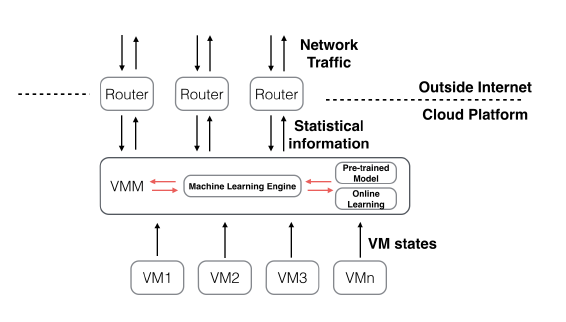 Network
Traffic
Router
Router
Router
Outside Internet
Cloud Platform
Statistical
information
VMM
Machine Learning Engine
Pre-trained
Model
Online
Learning
VM states
VM1
VM2
VM3
VMn